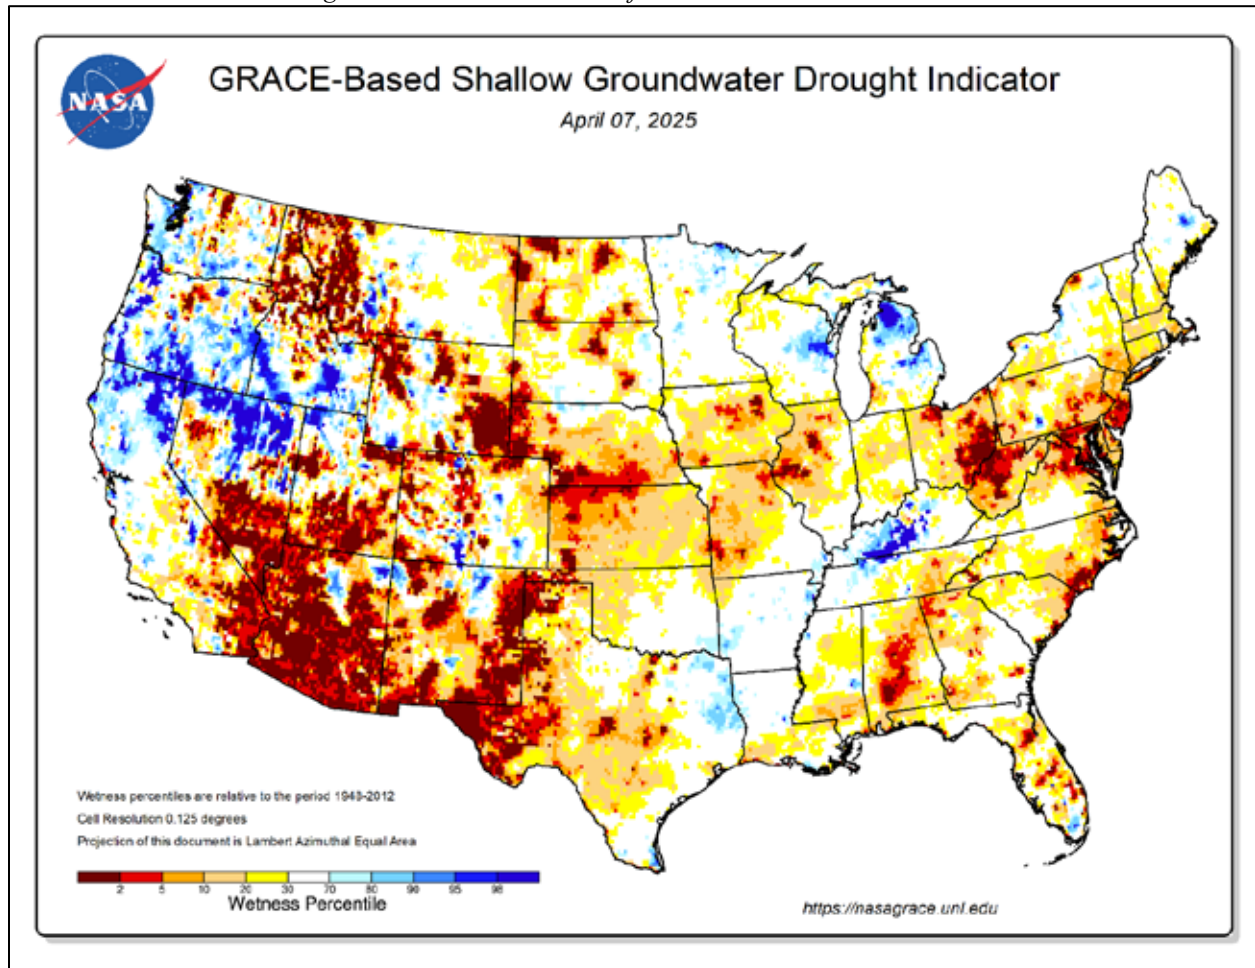 NASA
GRACE-Based Shallow Groundwater Drought Indicator
April 07, 2025
Wetness percentiles are relative to the period 1948-2012
Cell Resolution 0.125 degrees
Projection of this document is Lambert Azimuthal Equal Area
2 5 10 20 30 70 80 90 95 98
Wetness Percentile
https://nasagrace.unl.edu